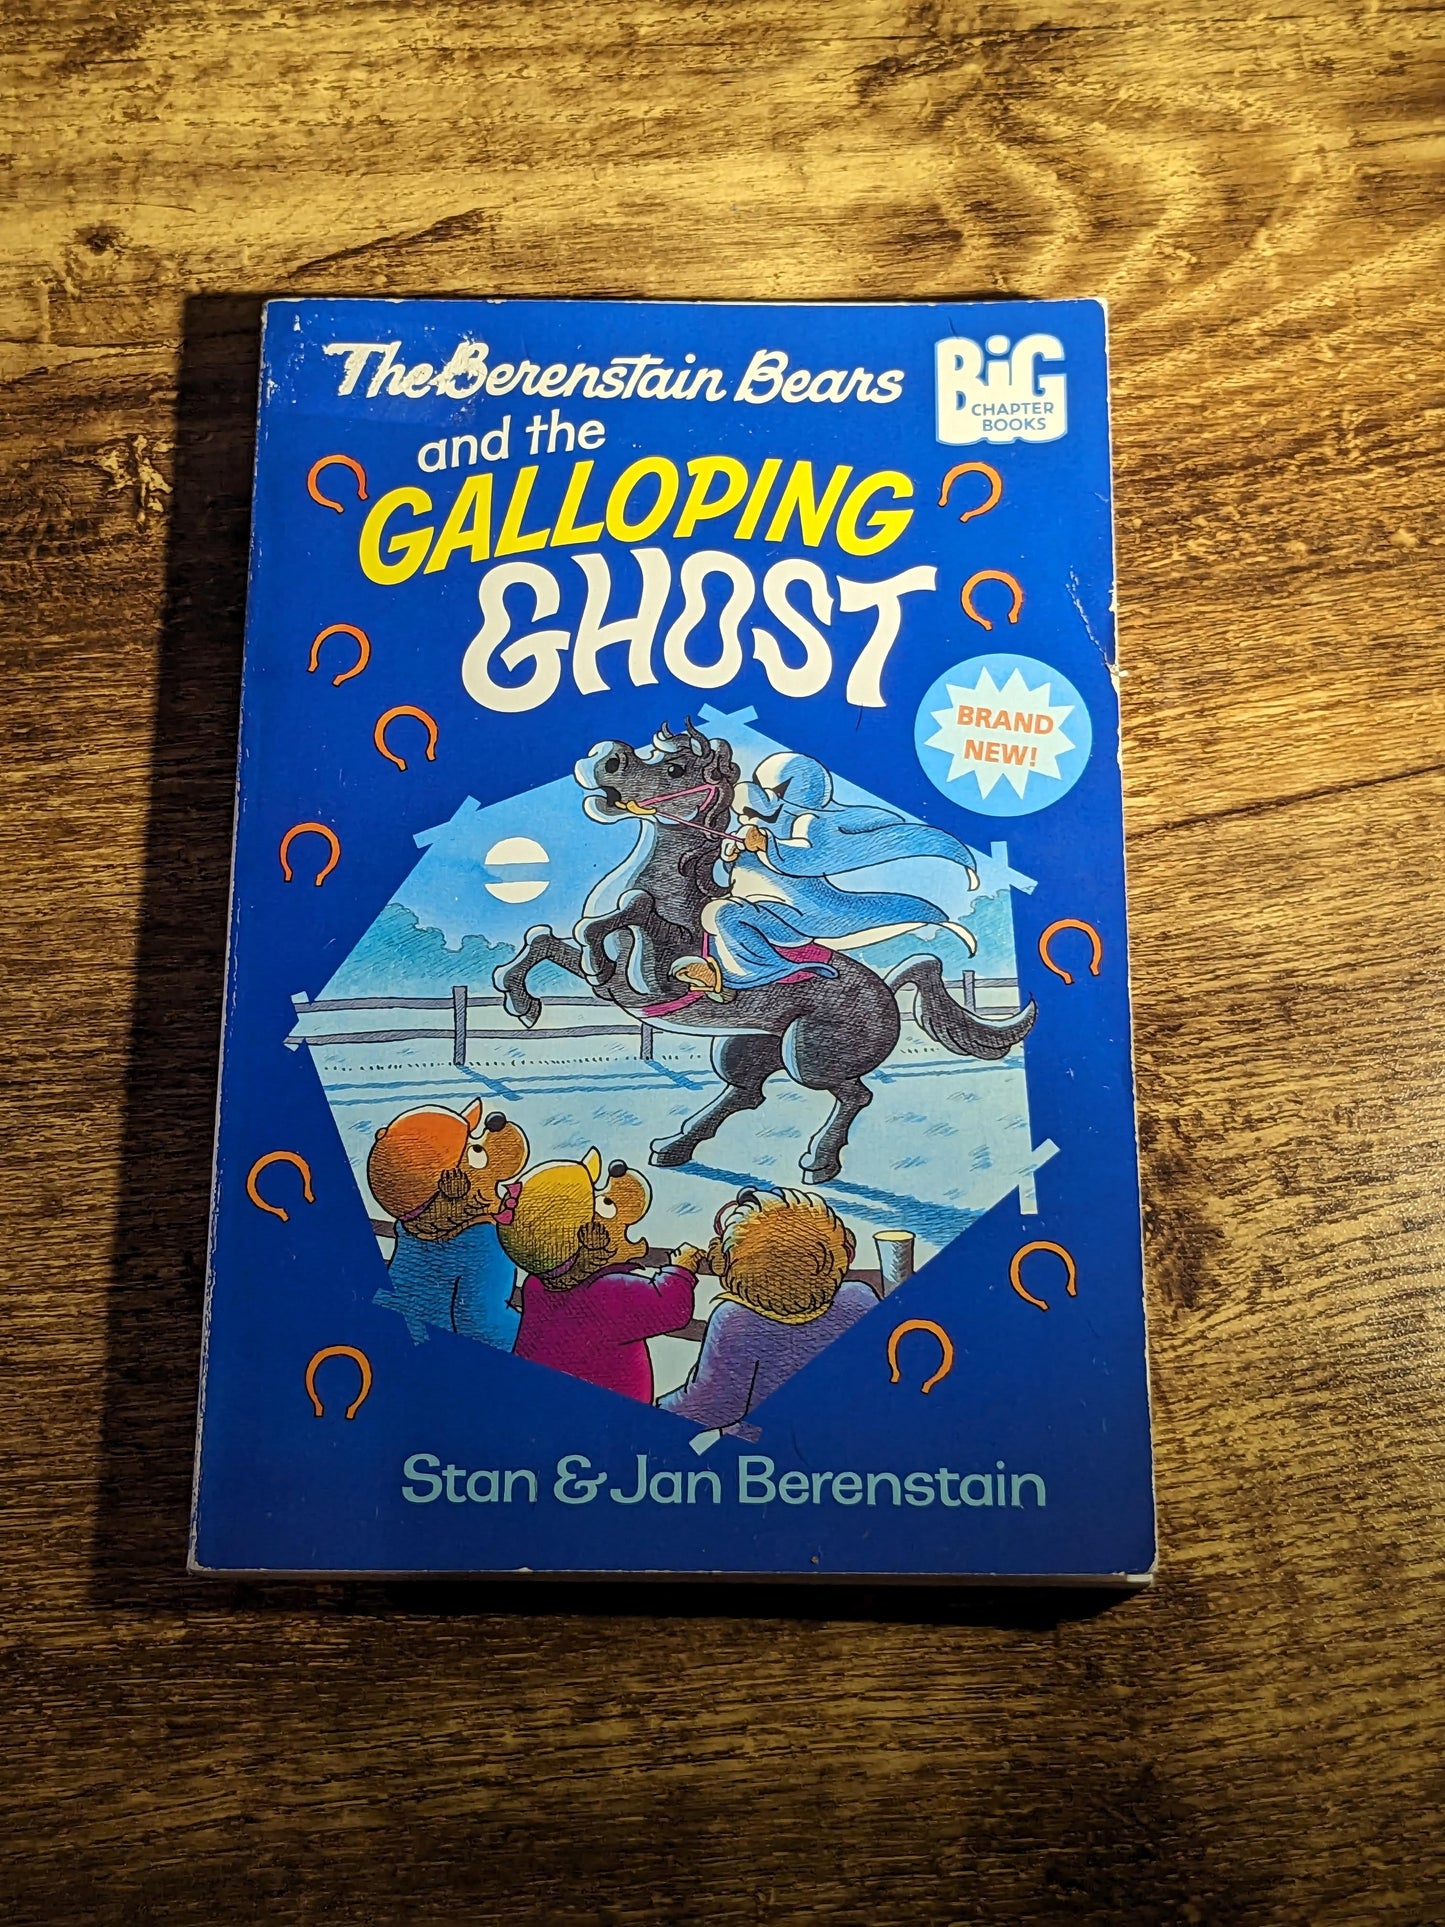 The Berenstain Bears
and the
GALLOPING
GHOST
BiG
CHAPTER
BOOKS
BRAND
NEW!
Stan & Jan Berenstain